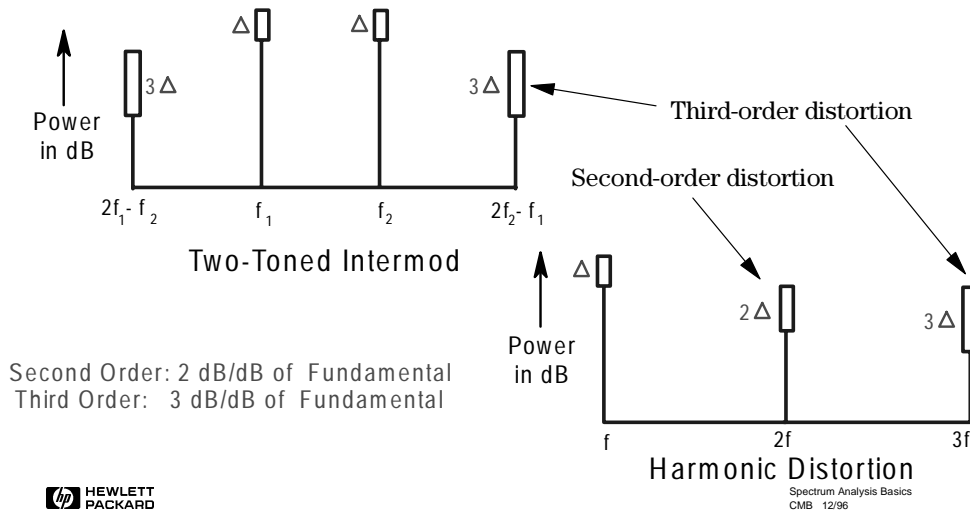 Δ Δ
3 Δ 3 Δ
Power
in dB
Third-order distortion
Second-order distortion
2f₁- f₂ f₁ f₂ 2f₂- f₁
Two-Toned Intermod
Δ
2 Δ
3 Δ
Power
in dB
Second Order: 2 dB/dB of Fundamental
Third Order: 3 dB/dB of Fundamental
f 2f 3f
Harmonic Distortion
hp HEWLETT
PACKARD
Spectrum Analysis Basics
CMB 12/96